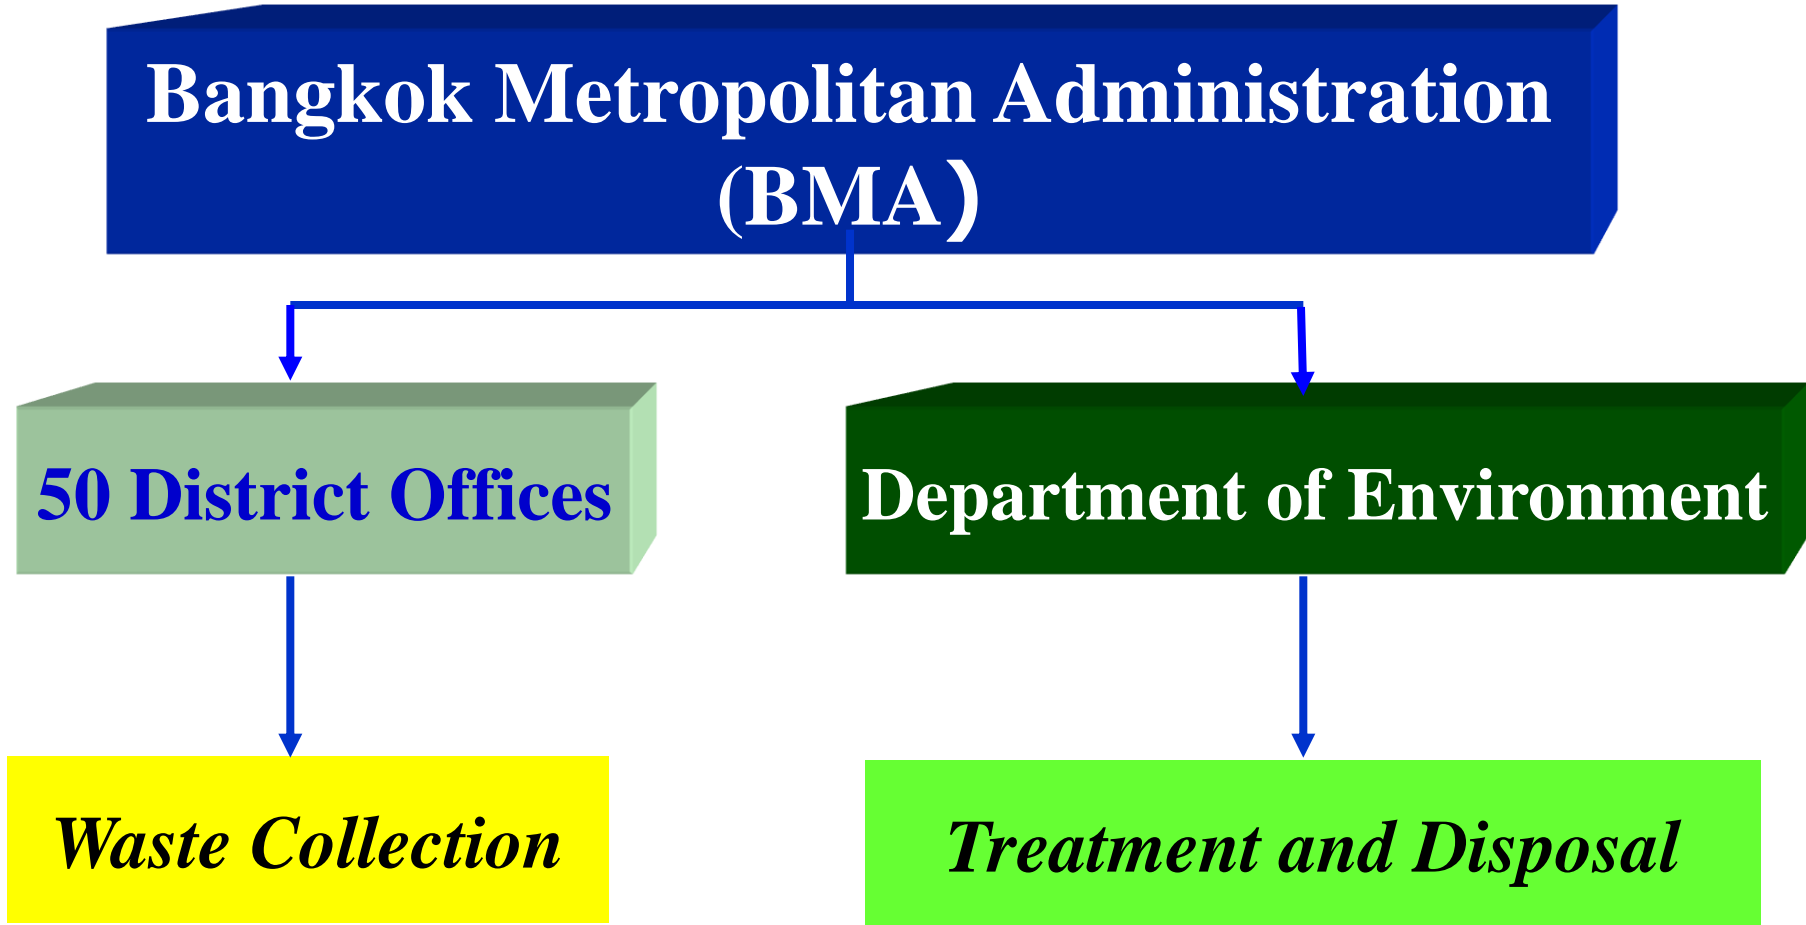 Bangkok Metropolitan Administration
(BMA)
50 District Offices
Department of Environment
Waste Collection
Treatment and Disposal